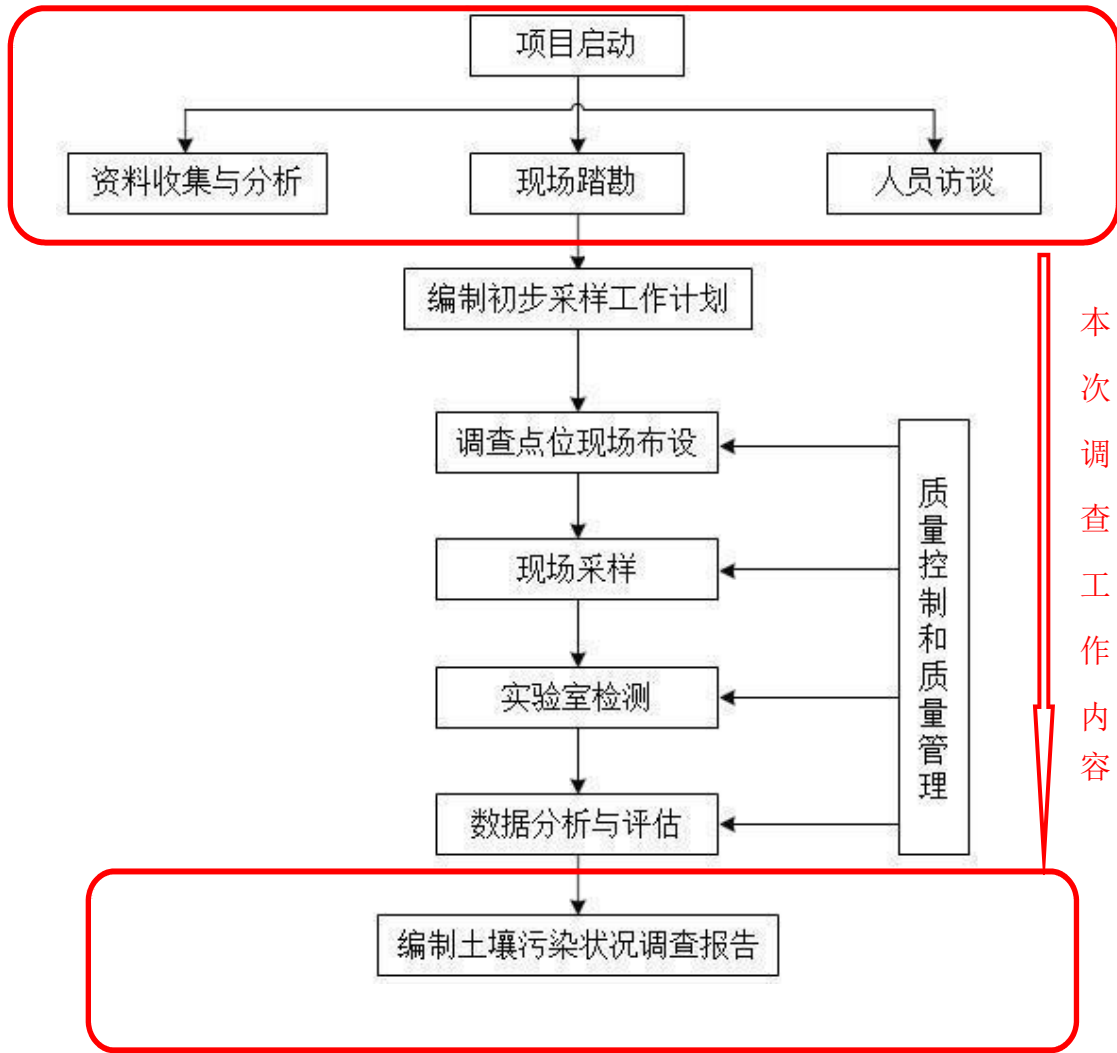 项目启动
资料收集与分析
现场踏勘
人员访谈
编制初步采样工作计划
调查点位现场布设
现场采样
实验室检测
数据分析与评估
质量控制和质量管理
编制土壤污染状况调查报告
本次调查工作内容